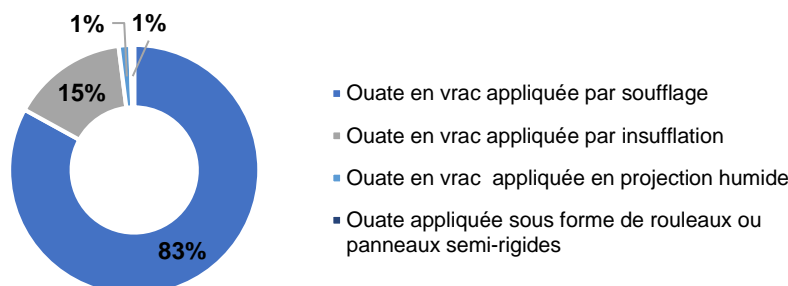 1% 1%
15%
83%
Ouate en vrac appliquée par soufflage
Ouate en vrac appliquée par insufflation
Ouate en vrac appliquée en projection humide
Ouate appliquée sous forme de rouleaux ou
panneaux semi-rigides